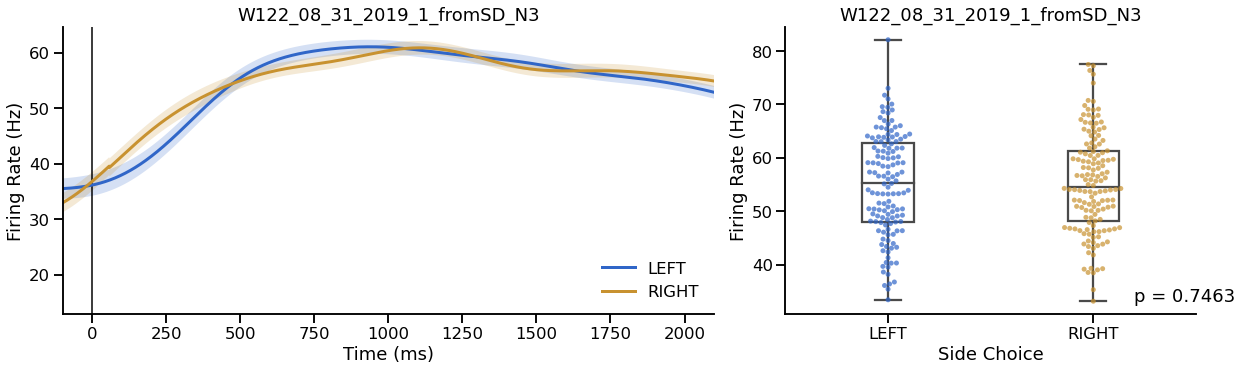 W122_08_31_2019_1_fromSD_N3
Firing Rate (Hz)
60
50
40
30
20
LEFT
RIGHT
0 250 500 750 1000 1250 1500 1750 2000
Time (ms)
W122_08_31_2019_1_fromSD_N3
Firing Rate (Hz)
80
70
60
50
40
p = 0.7463
LEFT RIGHT
Side Choice